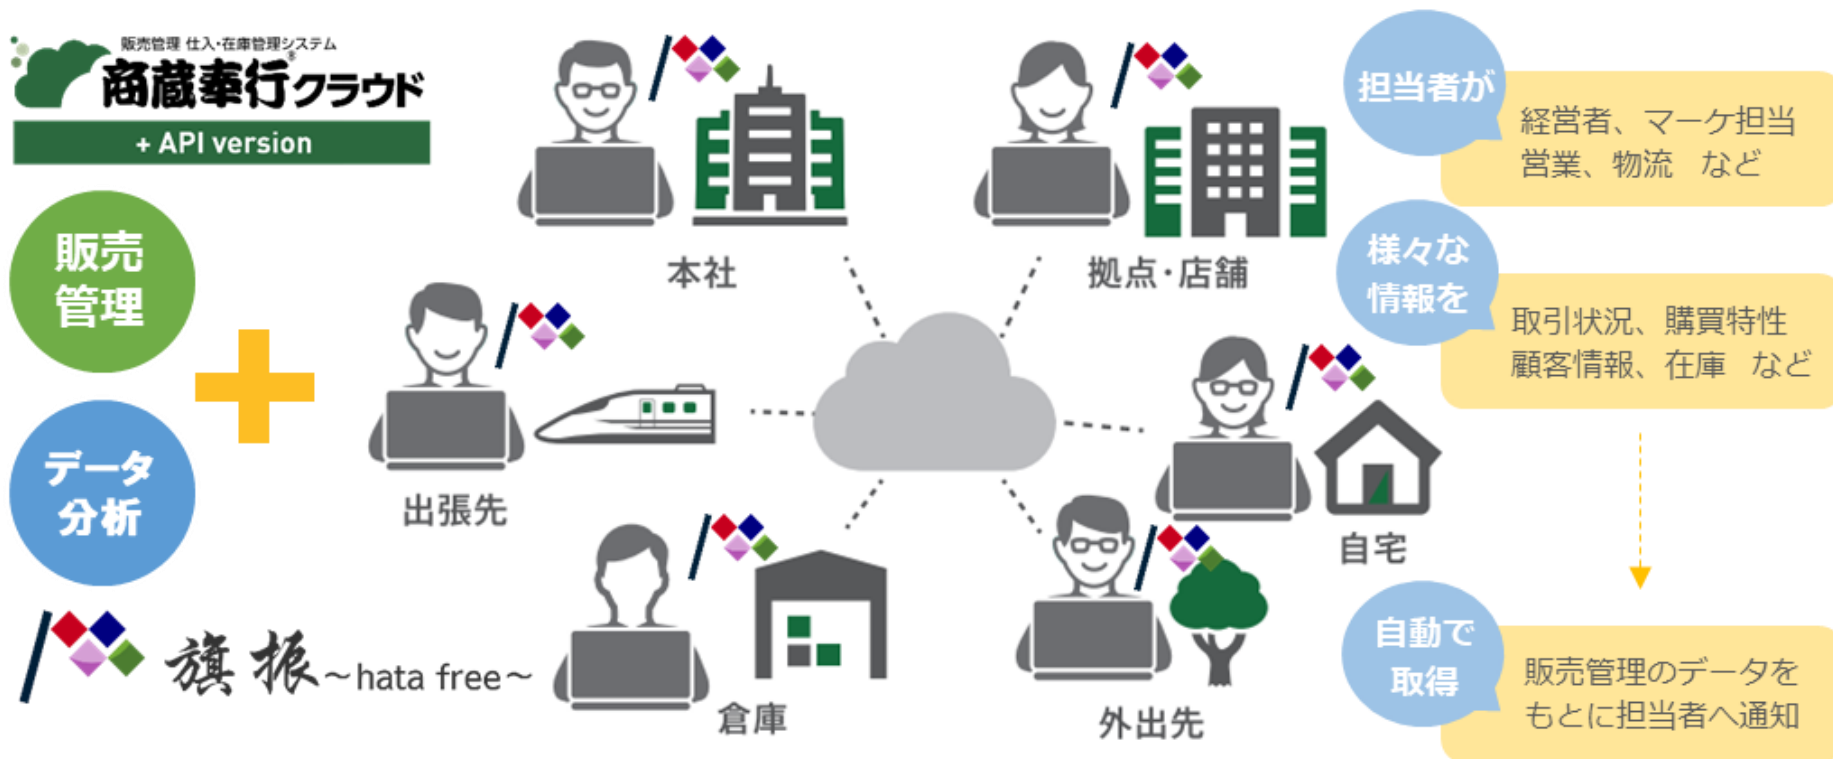 販売管理 仕入・在庫管理システム
商蔵奉行®クラウド
+ API version
販売
管理
データ
分析
旗振～hata free～
本社
拠点・店舗
出張先
自宅
倉庫
外出先
担当者が
経営者、マーケ担当
営業、物流 など
様々な
情報を
取引状況、購買特性
顧客情報、在庫 など
自動で
取得
販売管理のデータを
もとに担当者へ通知